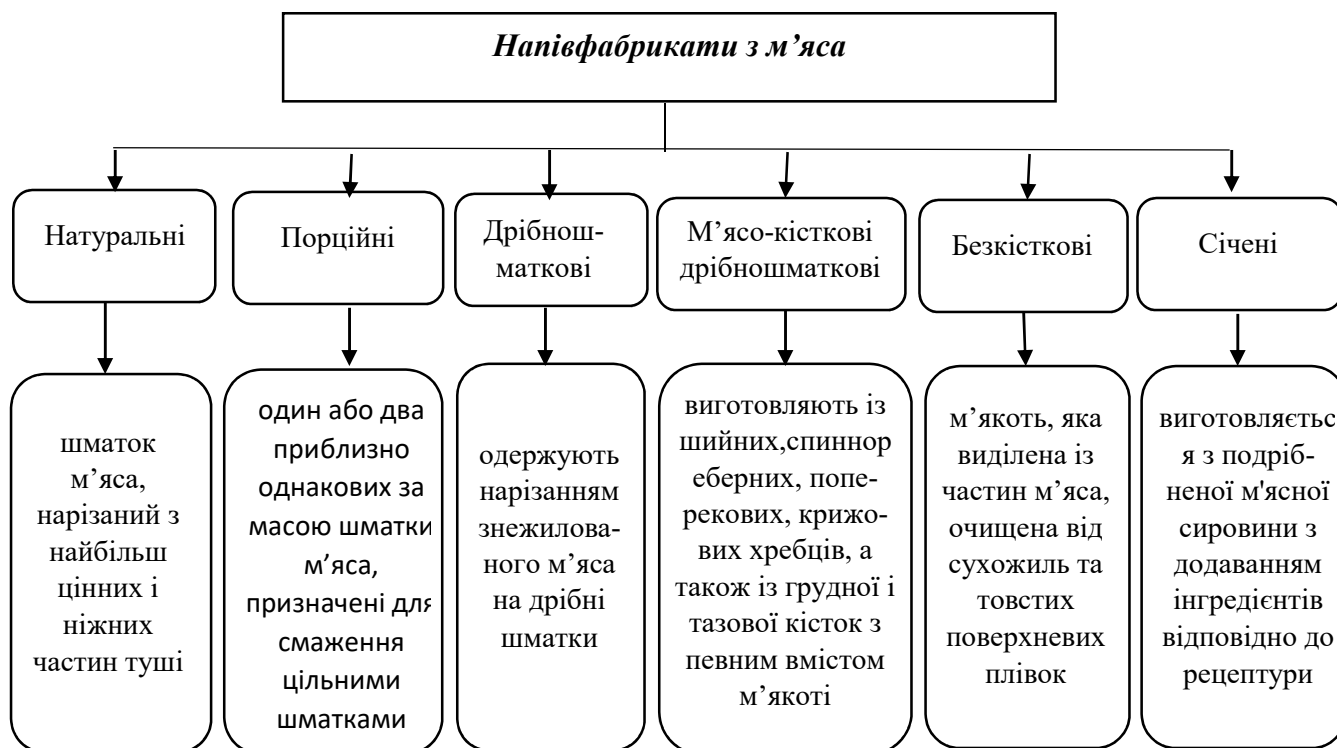 Напівфабрикати з м’яса
Натуральні
Порційні
Дрібнош-
маткові
М’ясо-кісткові
дрібношматкові
Безкісткові
Січені
шматок
м’яса,
нарізаний з
найбільш
цінних і
ніжних
частин туші
один або два
приблизно
однакових за
масою шматки
м’яса,
призначені для
смаження
цільними
шматками
одержують
нарізанням
знежилова-
ного м’яса
на дрібні
шматки
виготовляють із
шийних,спиннор
еберних, попе-
рекових, крижо-
вих хребців, а
також із грудної і
тазової кісток з
певним вмістом
м’якоті
м’якоть, яка
виділена із
частин м’яса,
очищена від
сухожиль та
товстих
поверхневих
плівок
виготовляєтьс
я з подріб-
неної м'ясної
сировини з
додаванням
інгредієнтів
відповідно до
рецептури